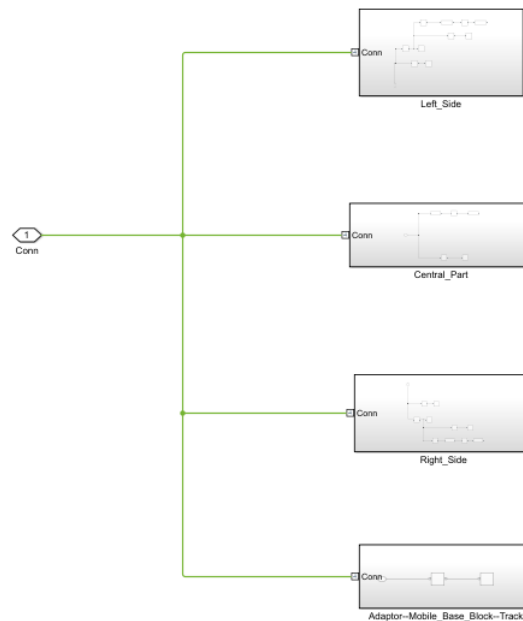 Conn
Left_Side
1
Conn
Conn
Central_Part
Conn
Right_Side
Conn
Adaptor--Mobile_Base_Block--Track